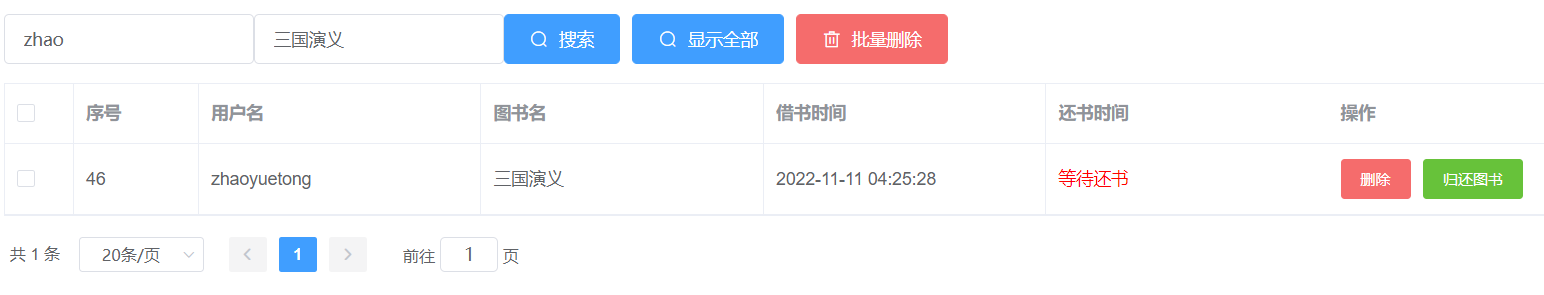 zhao 三国演义 搜索 显示全部 批量删除
序号 用户名 图书名 借书时间 还书时间 操作
46 zhaoyuetong 三国演义 2022-11-11 04:25:28 等待还书 删除 归还图书
共 1 条 20条/页 1 前往 1 页